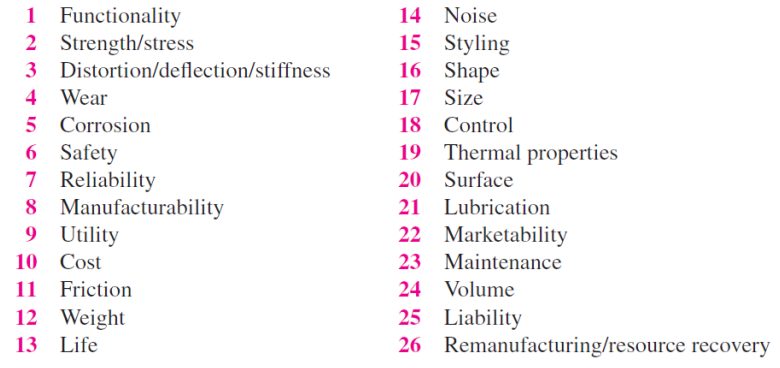 1 Functionality
2 Strength/stress
3 Distortion/deflection/stiffness
4 Wear
5 Corrosion
6 Safety
7 Reliability
8 Manufacturability
9 Utility
10 Cost
11 Friction
12 Weight
13 Life
14 Noise
15 Styling
16 Shape
17 Size
18 Control
19 Thermal properties
20 Surface
21 Lubrication
22 Marketability
23 Maintenance
24 Volume
25 Liability
26 Remanufacturing/resource recovery